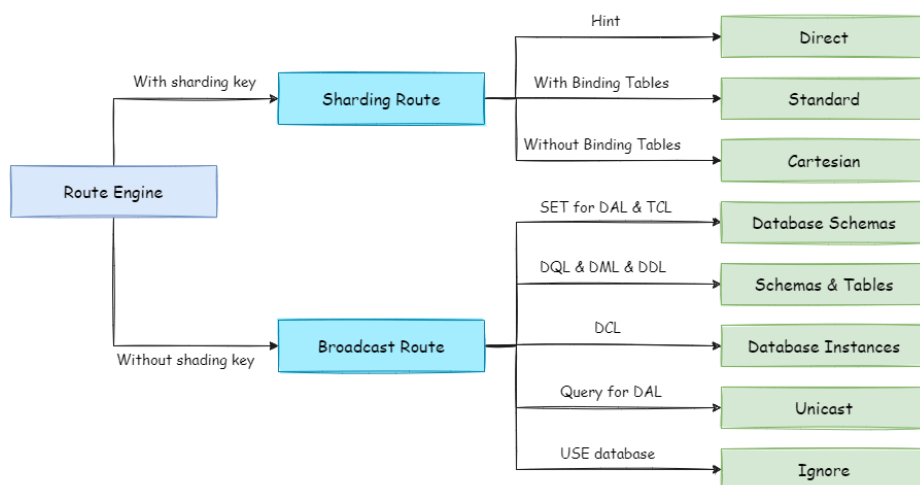 Hint
Direct
With sharding key
With Binding Tables
Sharding Route
Standard
Without Binding Tables
Cartesian
Route Engine
SET for DAL & TCL
Database Schemas
DQL & DML & DDL
Schemas & Tables
Without shading key
Broadcast Route
DCL
Database Instances
Query for DAL
Unicast
USE database
Ignore